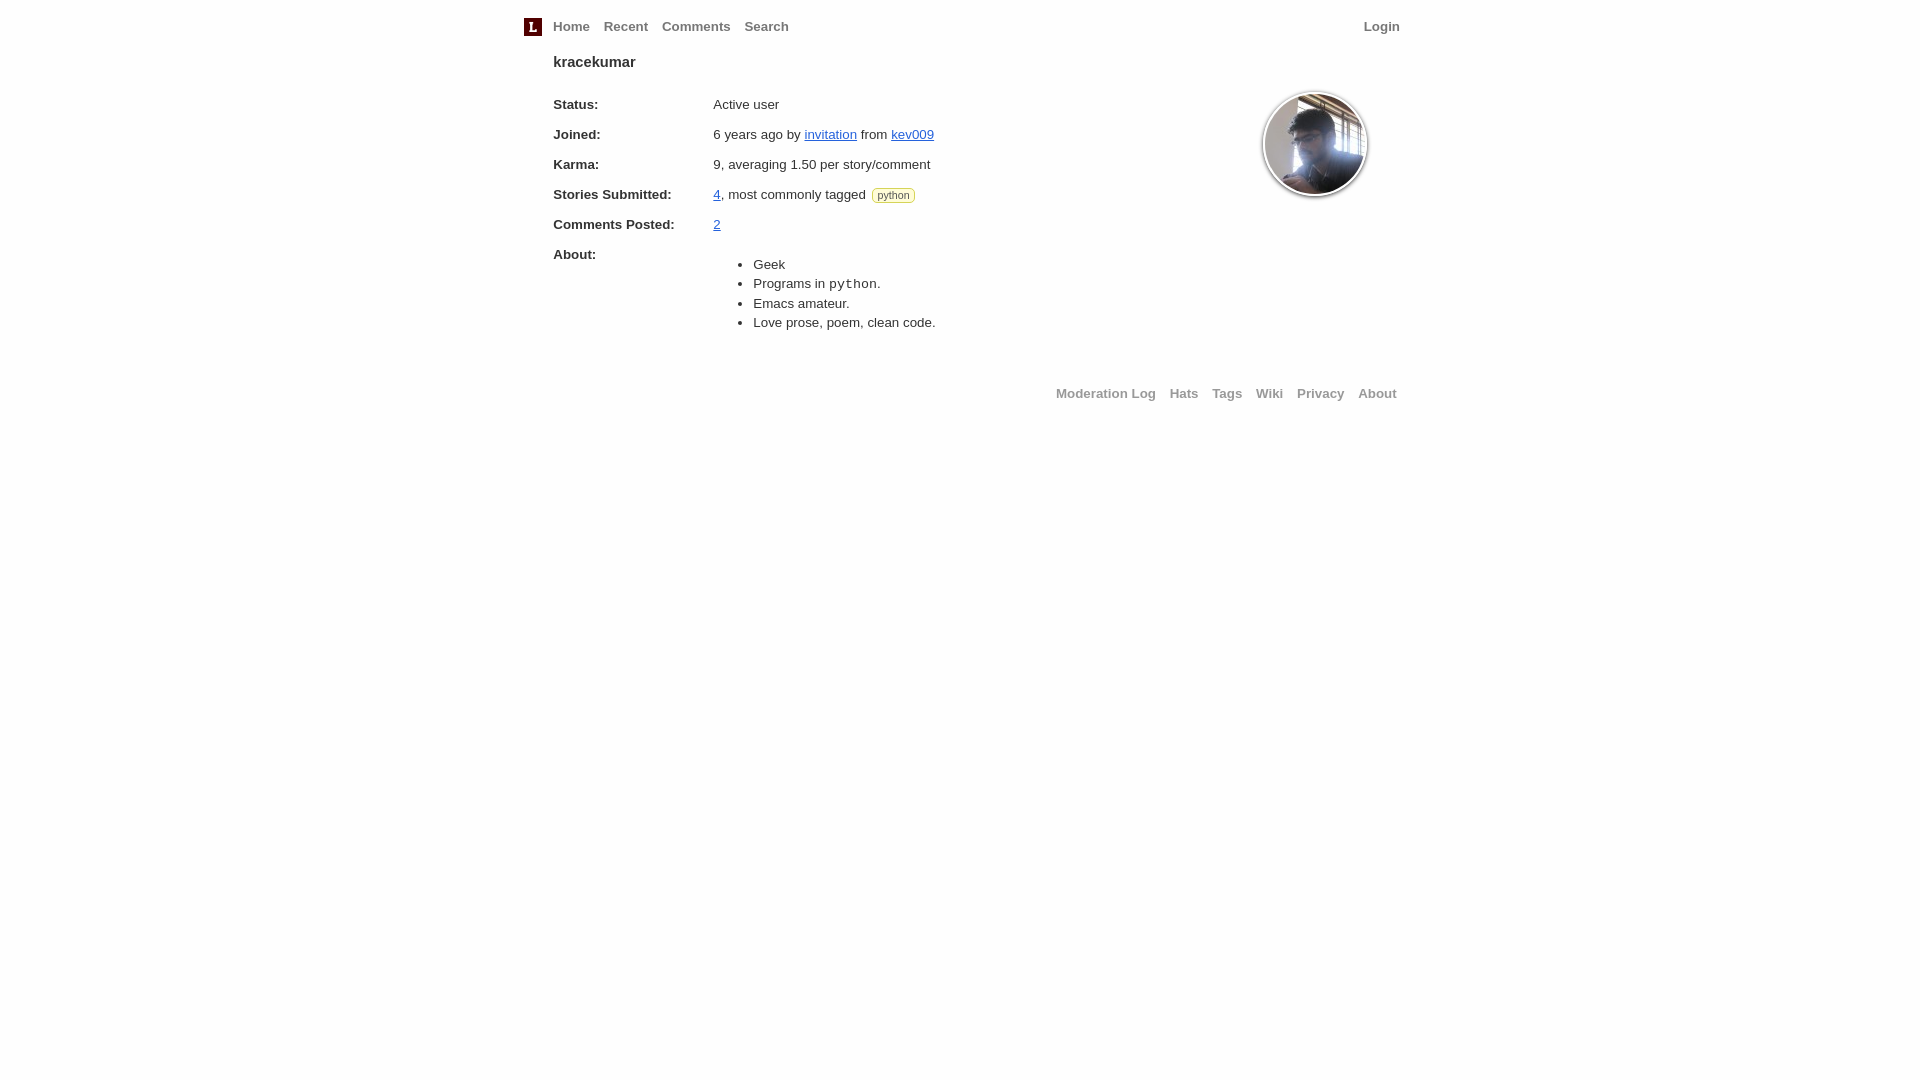 L Home Recent Comments Search Login
kracekumar
Status: Active user
Joined: 6 years ago by invitation from kev009
Karma: 9, averaging 1.50 per story/comment
Stories Submitted: 4, most commonly tagged python
Comments Posted: 2
About:
• Geek
• Programs in python.
• Emacs amateur.
• Love prose, poem, clean code.
Moderation Log Hats Tags Wiki Privacy About